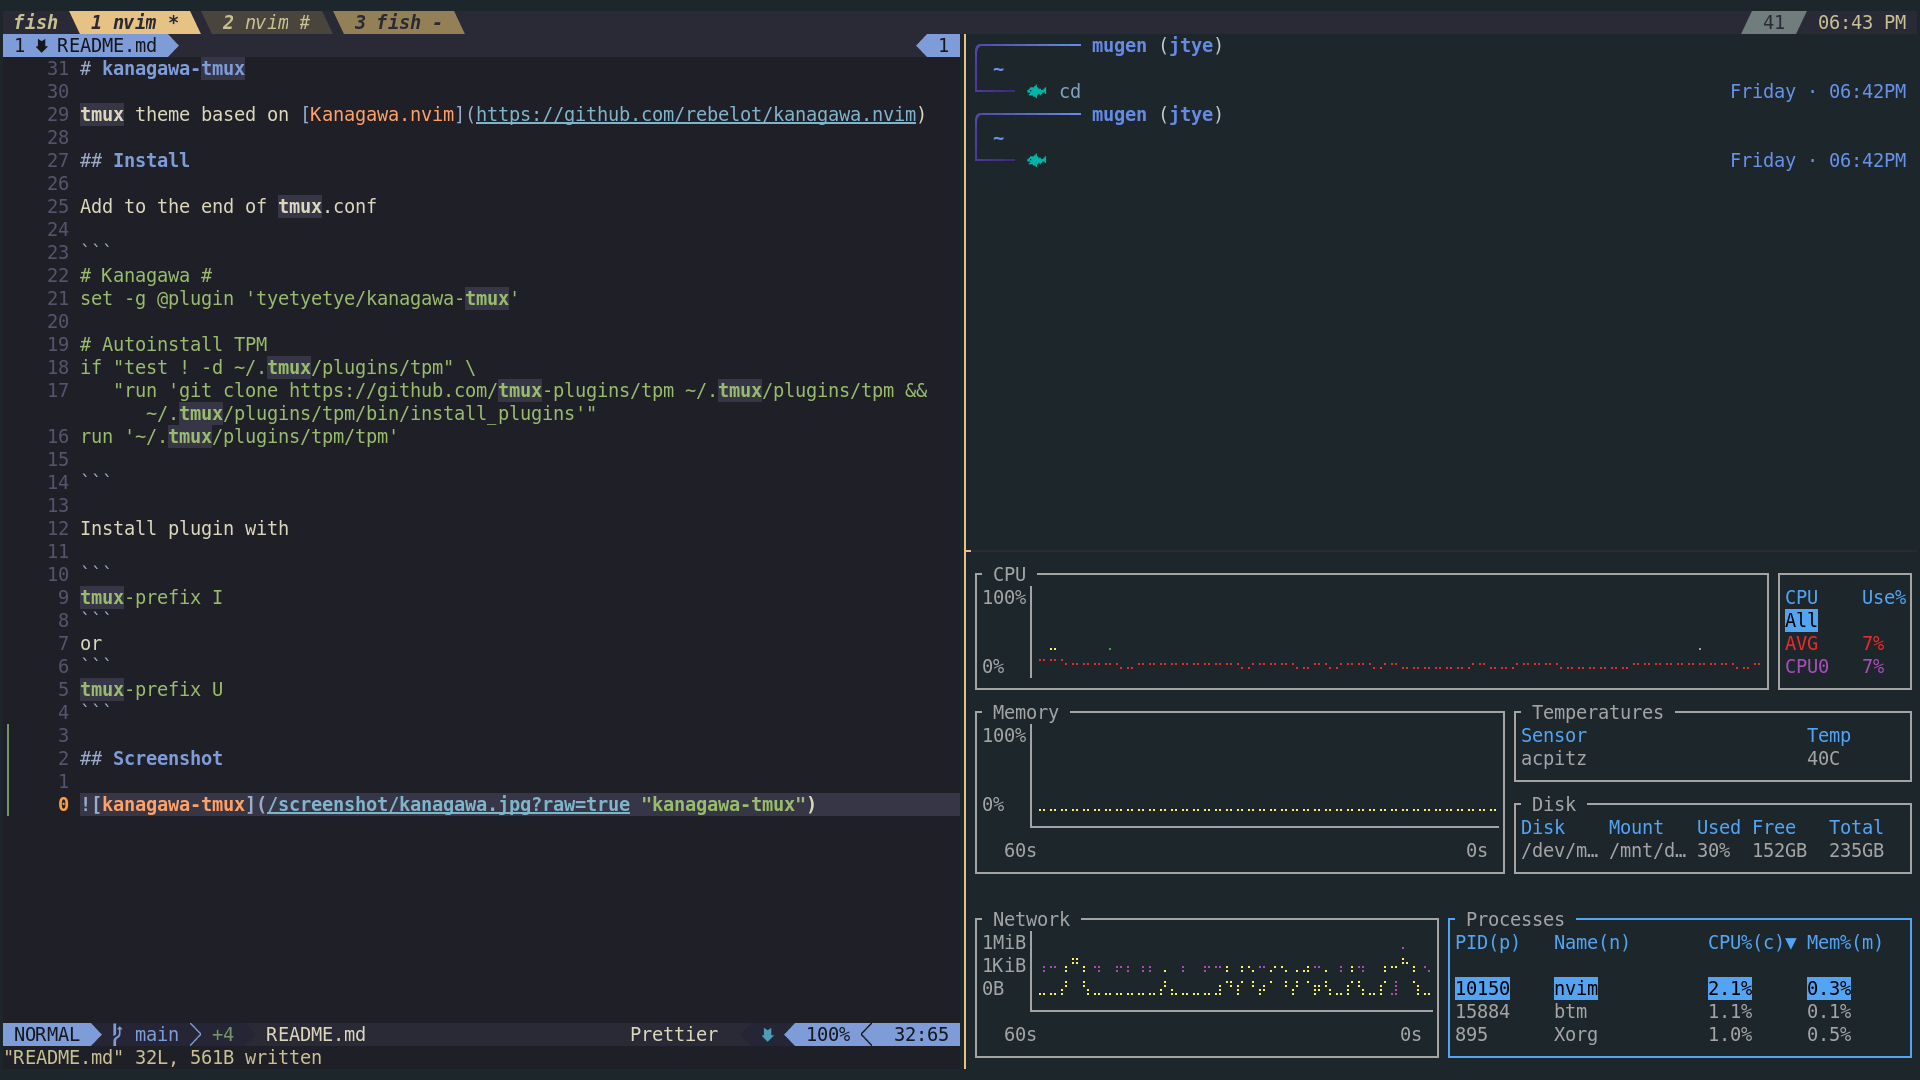 fish 1 nvim * 2 nvim # 3 fish - 41 06:43 PM
1 README.md 1
31 # kanagawa-tmux
30
29 tmux theme based on [Kanagawa.nvim](https://github.com/rebelot/kanagawa.nvim)
28
27 ## Install
26
25 Add to the end of tmux.conf
24
23 ```
22 # Kanagawa #
21 set -g @plugin 'tyetyetye/kanagawa-tmux'
20
19 # Autoinstall TPM
18 if "test ! -d ~/.tmux/plugins/tpm" \
17 "run 'git clone https://github.com/tmux-plugins/tpm ~/.tmux/plugins/tpm &&
~/.tmux/plugins/tpm/bin/install_plugins'"
16 run '~/.tmux/plugins/tpm/tpm'
15
14 ```
13
12 Install plugin with
11
10 ```
9 tmux-prefix I
8 ```
7 or
6 ```
5 tmux-prefix U
4 ```
3
2 ## Screenshot
1
0 ![kanagawa-tmux](/screenshot/kanagawa.jpg?raw=true "kanagawa-tmux")
NORMAL main +4 README.md Prettier 100% 32:65
"README.md" 32L, 561B written
mugen (jtye)
~
cd Friday · 06:42PM
mugen (jtye)
~
Friday · 06:42PM
CPU
100%
0%
CPU Use%
All
AVG 7%
CPU0 7%
Memory
100%
0%
60s 0s
Temperatures
Sensor Temp
acpitz 40C
Disk
Disk Mount Used Free Total
/dev/m… /mnt/d… 30% 152GB 235GB
Network
1MiB
1KiB
0B
60s 0s
Processes
PID(p) Name(n) CPU%(c)▼ Mem%(m)
10150 nvim 2.1% 0.3%
15884 btm 1.1% 0.1%
895 Xorg 1.0% 0.5%